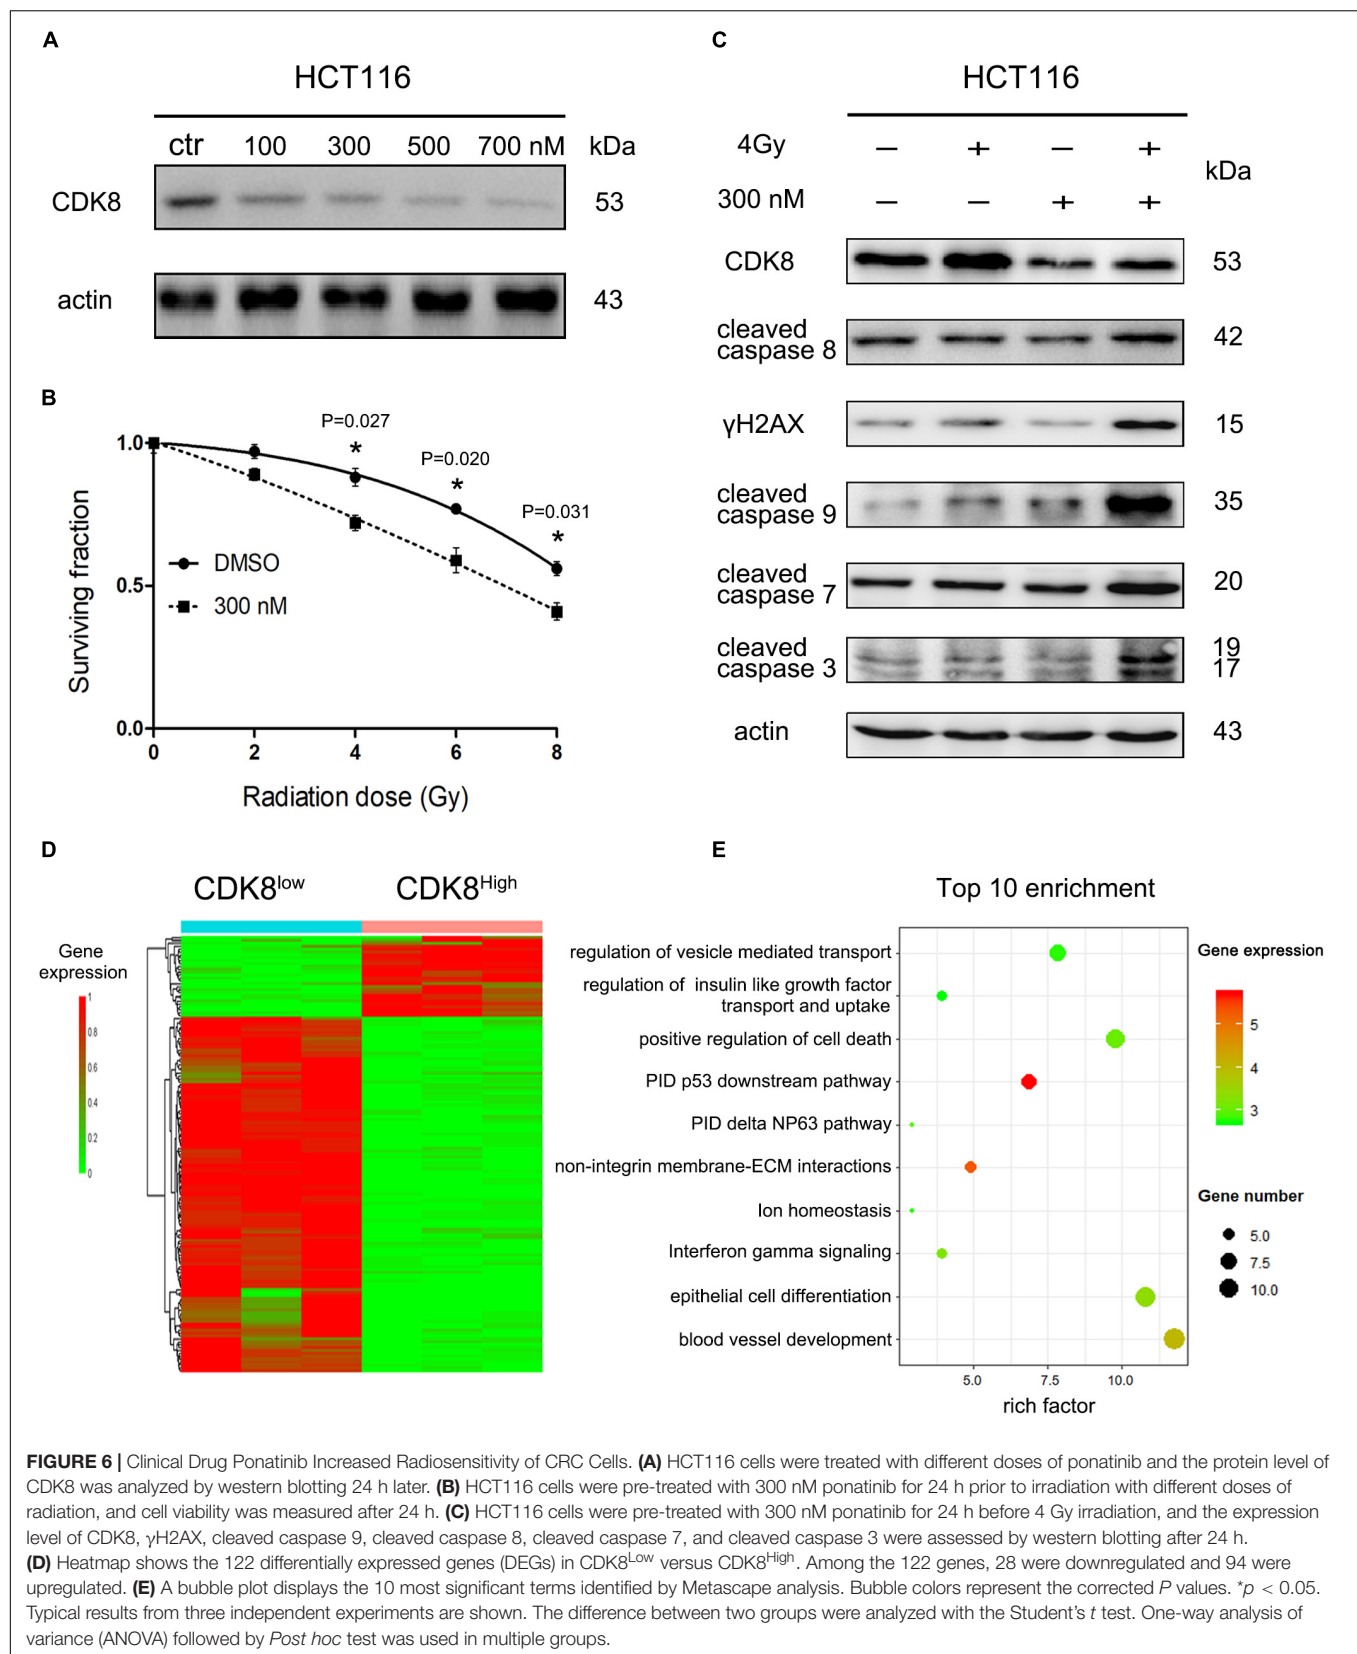 A
HCT116
ctr 100 300 500 700 nM kDa
CDK8 53
actin 43
B
P=0.027
*
P=0.020
*
P=0.031
*
1.0
0.5
0.0
DMSO
300 nM
Surviving fraction
0 2 4 6 8
Radiation dose (Gy)
C
HCT116
4Gy − + − +
kDa
300 nM − − + +
CDK8 53
cleaved
caspase 8 42
γH2AX 15
cleaved
caspase 9 35
cleaved
caspase 7 20
cleaved 19
caspase 3 17
actin 43
D
CDK8low CDK8High
Gene
expression
1
0.8
0.6
0.4
0.2
0
E
Top 10 enrichment
regulation of vesicle mediated transport
regulation of insulin like growth factor
transport and uptake
positive regulation of cell death
PID p53 downstream pathway
PID delta NP63 pathway
non-integrin membrane-ECM interactions
Ion homeostasis
Interferon gamma signaling
epithelial cell differentiation
blood vessel development
5.0 7.5 10.0
rich factor
Gene expression
5
4
3
Gene number
5.0
7.5
10.0
FIGURE 6 | Clinical Drug Ponatinib Increased Radiosensitivity of CRC Cells. (A) HCT116 cells were treated with different doses of ponatinib and the protein level of
CDK8 was analyzed by western blotting 24 h later. (B) HCT116 cells were pre-treated with 300 nM ponatinib for 24 h prior to irradiation with different doses of
radiation, and cell viability was measured after 24 h. (C) HCT116 cells were pre-treated with 300 nM ponatinib for 24 h before 4 Gy irradiation, and the expression
level of CDK8, γH2AX, cleaved caspase 9, cleaved caspase 8, cleaved caspase 7, and cleaved caspase 3 were assessed by western blotting after 24 h.
(D) Heatmap shows the 122 differentially expressed genes (DEGs) in CDK8Low versus CDK8High. Among the 122 genes, 28 were downregulated and 94 were
upregulated. (E) A bubble plot displays the 10 most significant terms identified by Metascape analysis. Bubble colors represent the corrected P values. *p < 0.05.
Typical results from three independent experiments are shown. The difference between two groups were analyzed with the Student's t test. One-way analysis of
variance (ANOVA) followed by Post hoc test was used in multiple groups.